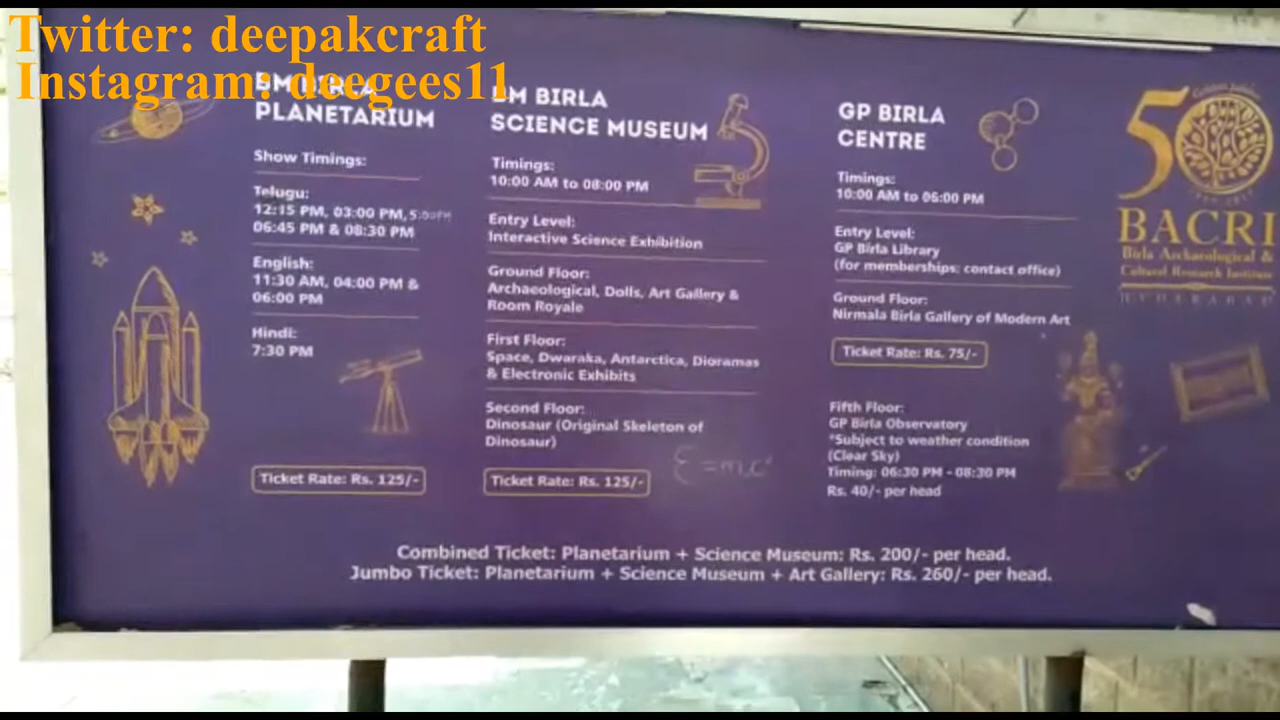 Twitter: deepakcraft
Instagram: deegees11
BM BIRLA
PLANETARIUM
Show Timings:
Telugu:
12:15 PM, 03:00 PM, 5:00PM
06:45 PM & 08:30 PM
English:
11:30 AM, 04:00 PM &
06:00 PM
Hindi:
7:30 PM
Ticket Rate: Rs. 125/-
BM BIRLA
SCIENCE MUSEUM
Timings:
10:00 AM to 08:00 PM
Entry Level:
Interactive Science Exhibition
Ground Floor:
Archaeological, Dolls, Art Gallery &
Room Royale
First Floor:
Space, Dwaraka, Antarctica, Dioramas
& Electronic Exhibits
Second Floor:
Dinosaur (Original Skeleton of
Dinosaur)
E=mc²
Ticket Rate: Rs. 125/-
GP BIRLA
CENTRE
Timings:
10:00 AM to 06:00 PM
Entry Level:
GP Birla Library
(for memberships: contact office)
Ground Floor:
Nirmala Birla Gallery of Modern Art
Ticket Rate: Rs. 75/-
Fifth Floor:
GP Birla Observatory
*Subject to weather condition
(Clear Sky)
Timing: 06:30 PM - 08:30 PM
Rs. 40/- per head
50
BACRI
Birla Archaeological &
Cultural Research Institute
HYDERABAD
Combined Ticket: Planetarium + Science Museum: Rs. 200/- per head.
Jumbo Ticket: Planetarium + Science Museum + Art Gallery: Rs. 260/- per head.